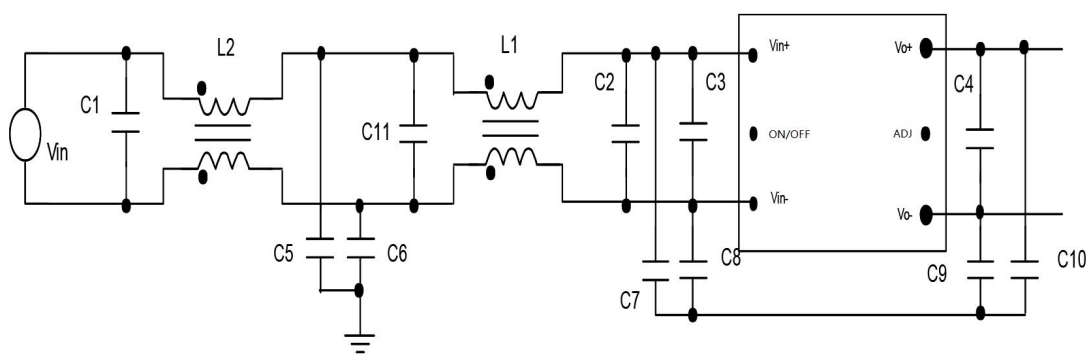 L2
L1
Vin+
Vo+
C1
C2
C3
C4
C11
Vin
ON/OFF
ADJ
Vin-
Vo-
C5
C6
C7
C8
C9
C10